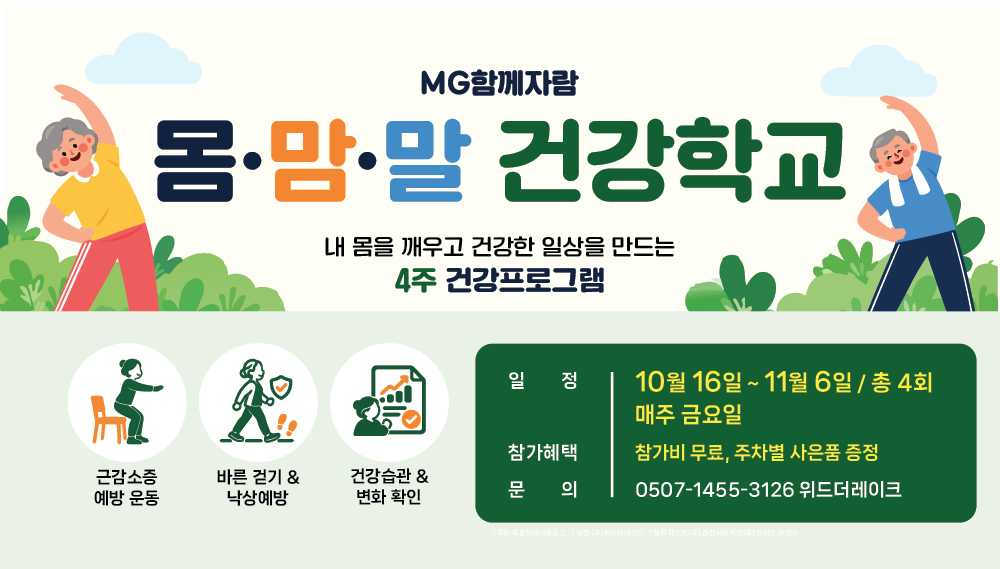 MG함께자람
몸·맘·말 건강학교
내 몸을 깨우고 건강한 일상을 만드는
4주 건강프로그램
근감소증
예방 운동
바른 걷기 &
낙상예방
건강습관 &
변화 확인
일 정
10월 16일 ~ 11월 6일 / 총 4회
매주 금요일
참가혜택
참가비 무료, 주차별 사은품 증정
문 의
0507-1455-3126 위드더레이크